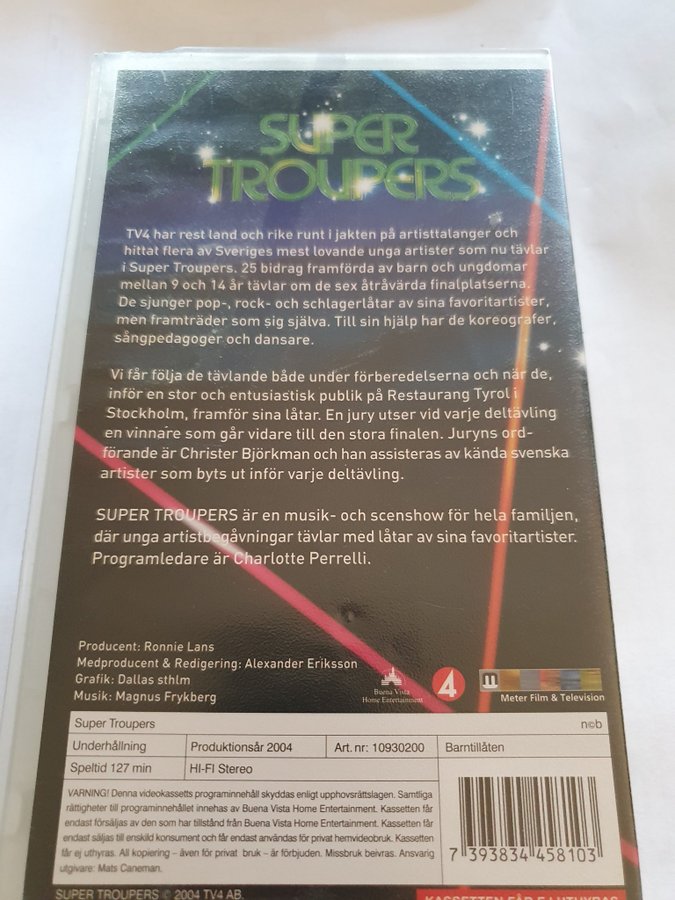 SUPER
TROUPERS
TV4 har rest land och rike runt i jakten på artisttalanger och
hittat flera av Sveriges mest lovande unga artister som nu tävlar
i Super Troupers. 25 bidrag framförda av barn och ungdomar
mellan 9 och 14 år tävlar om de sex åtråvärda finalplatserna.
De sjunger pop-, rock- och schlagerlåtar av sina favoritartister,
men framträder som sig själva. Till sin hjälp har de koreografer,
sångpedagoger och dansare.
Vi får följa de tävlande både under förberedelserna och när de,
inför en stor och entusiastisk publik på Restaurang Tyrol i
Stockholm, framför sina låtar. En jury utser vid varje deltävling
en vinnare som går vidare till den stora finalen. Juryns ord-
förande är Christer Björkman och han assisteras av kända svenska
artister som byts ut inför varje deltävling.
SUPER TROUPERS är en musik- och scenshow för hela familjen,
där unga artistbegåvningar tävlar med låtar av sina favoritartister.
Programledare är Charlotte Perrelli.
Producent: Ronnie Lans
Medproducent & Redigering: Alexander Eriksson
Grafik: Dallas sthlm
Musik: Magnus Frykberg
Buena Vista
Home Entertainment
4
m
Meter Film & Television
Super Troupers
n©b
Underhållning
Produktionsår 2004
Art.nr: 10930200
Barntillåten
Speltid 127 min
HI-FI Stereo
VARNING! Denna videokassetts programinnehåll skyddas enligt upphovsrättslagen. Samtliga
rättigheter till programinnehållet innehas av Buena Vista Home Entertainment. Kassetten får
endast försäljas av den som har tillstånd från Buena Vista Home Entertainment. Kassetten får
endast säljas till enskild konsument och får endast användas för privat hemvideobruk. Kassetten
får ej uthyras. All kopiering – även för privat bruk – är förbjuden. Missbruk beivras. Ansvarig
utgivare: Mats Caneman.
7 393834 458103
SUPER TROUPERS © 2004 TV4 AB.
KASSETTEN FÅR EJ UTHYRAS